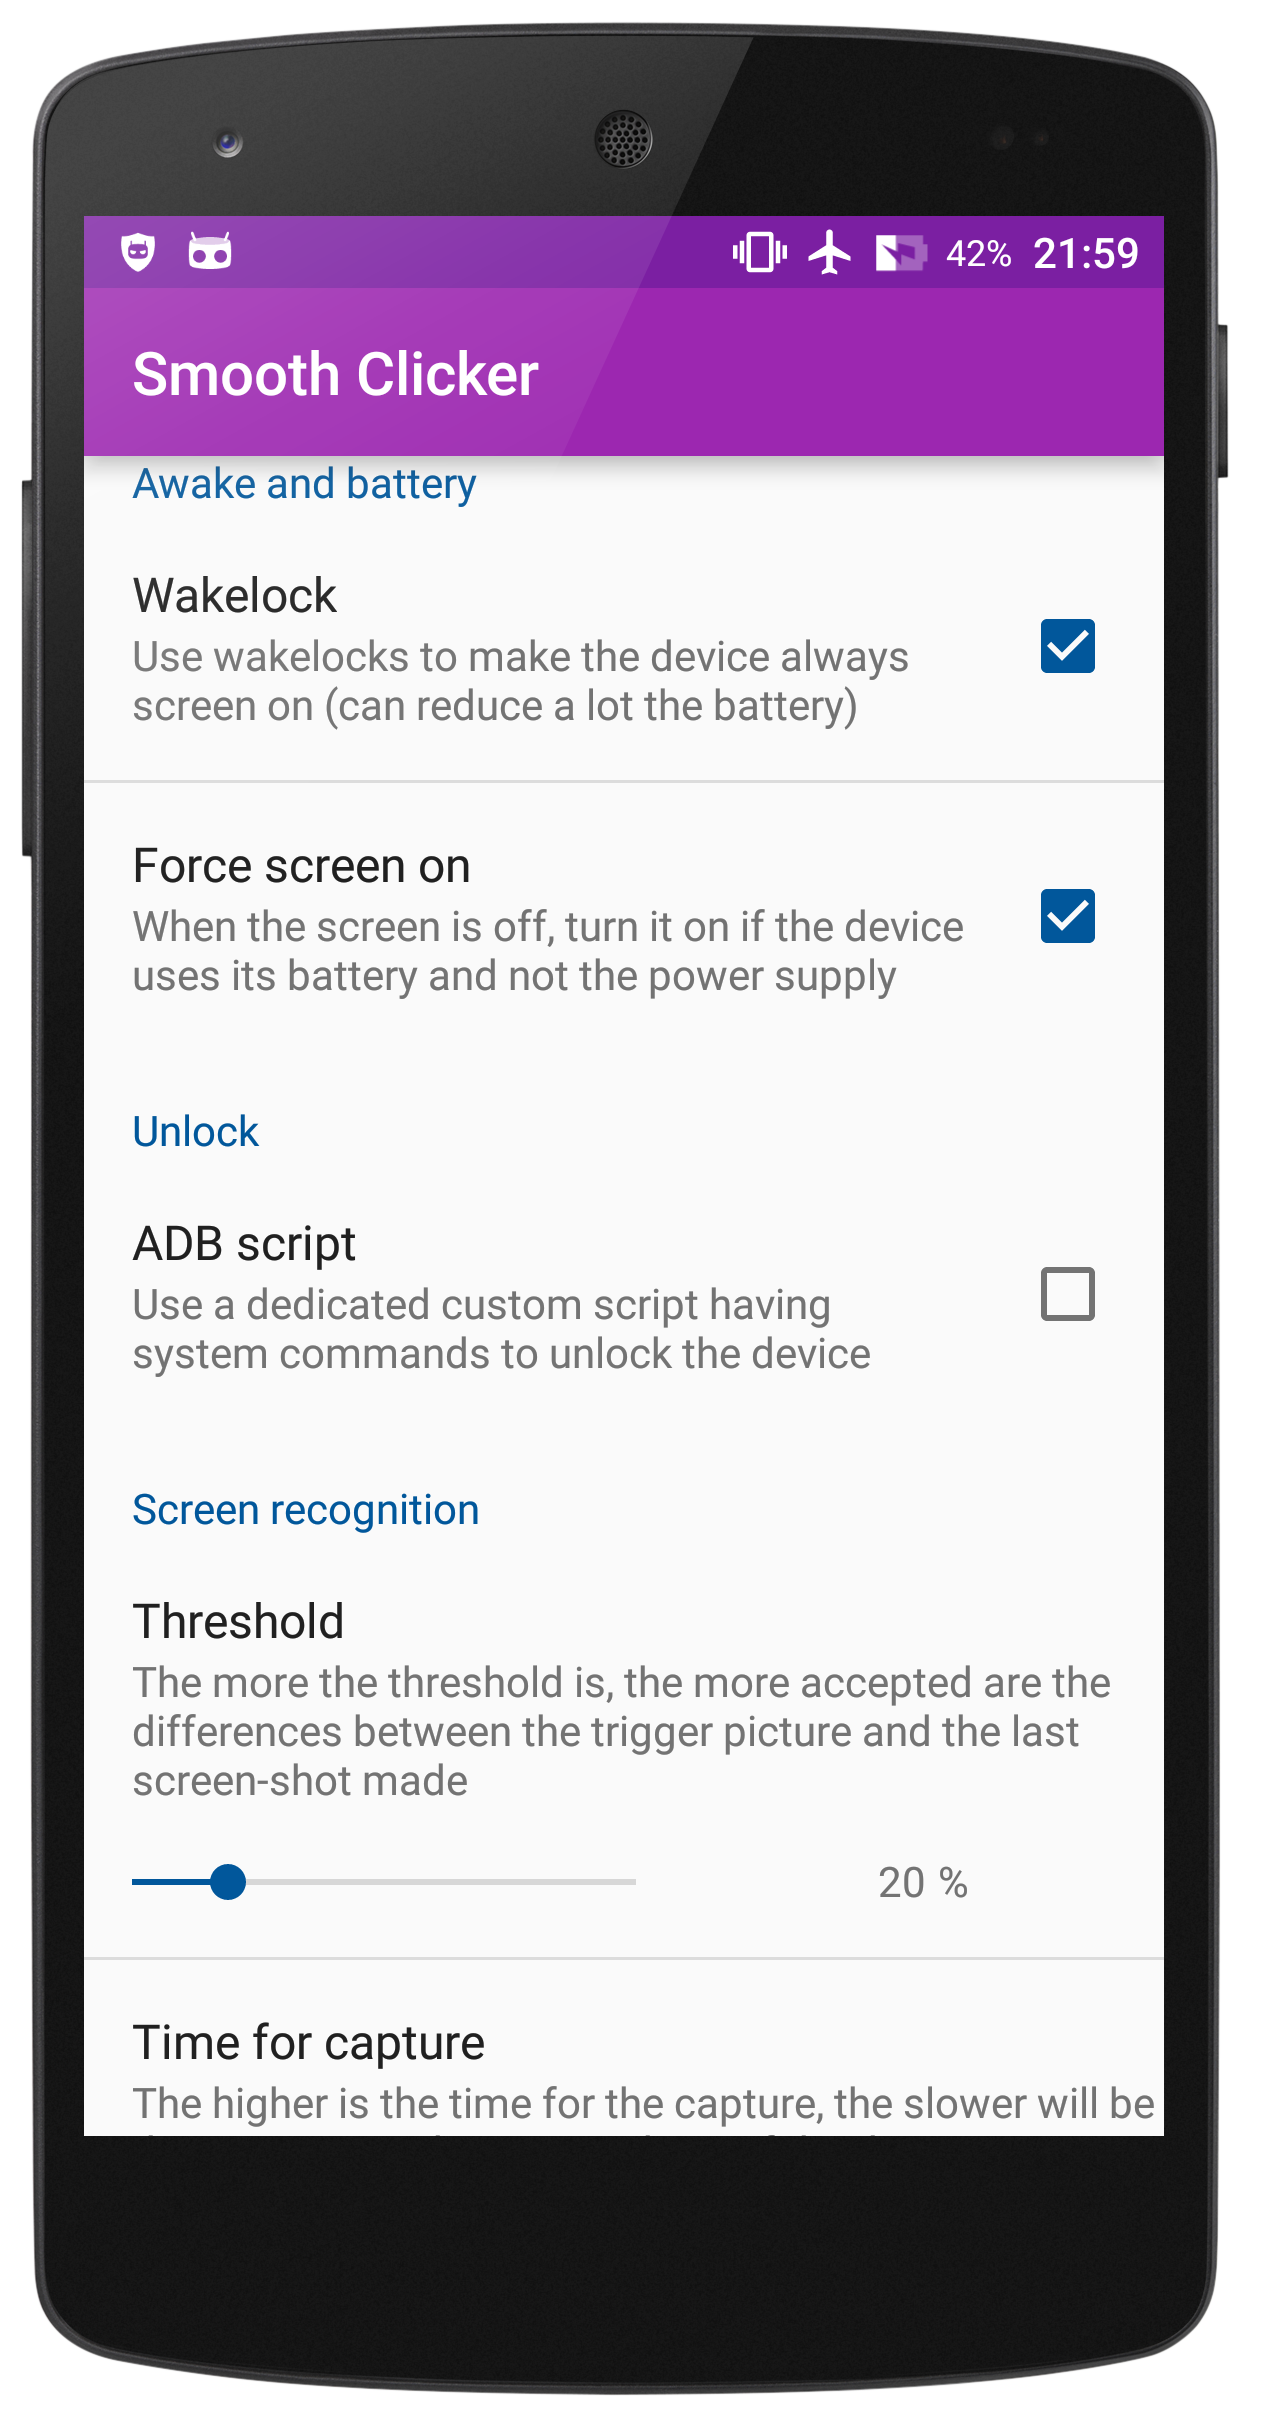 42% 21:59
Smooth Clicker
Awake and battery
Wakelock
Use wakelocks to make the device always
screen on (can reduce a lot the battery)
Force screen on
When the screen is off, turn it on if the device
uses its battery and not the power supply
Unlock
ADB script
Use a dedicated custom script having
system commands to unlock the device
Screen recognition
Threshold
The more the threshold is, the more accepted are the
differences between the trigger picture and the last
screen-shot made
20 %
Time for capture
The higher is the time for the capture, the slower will be